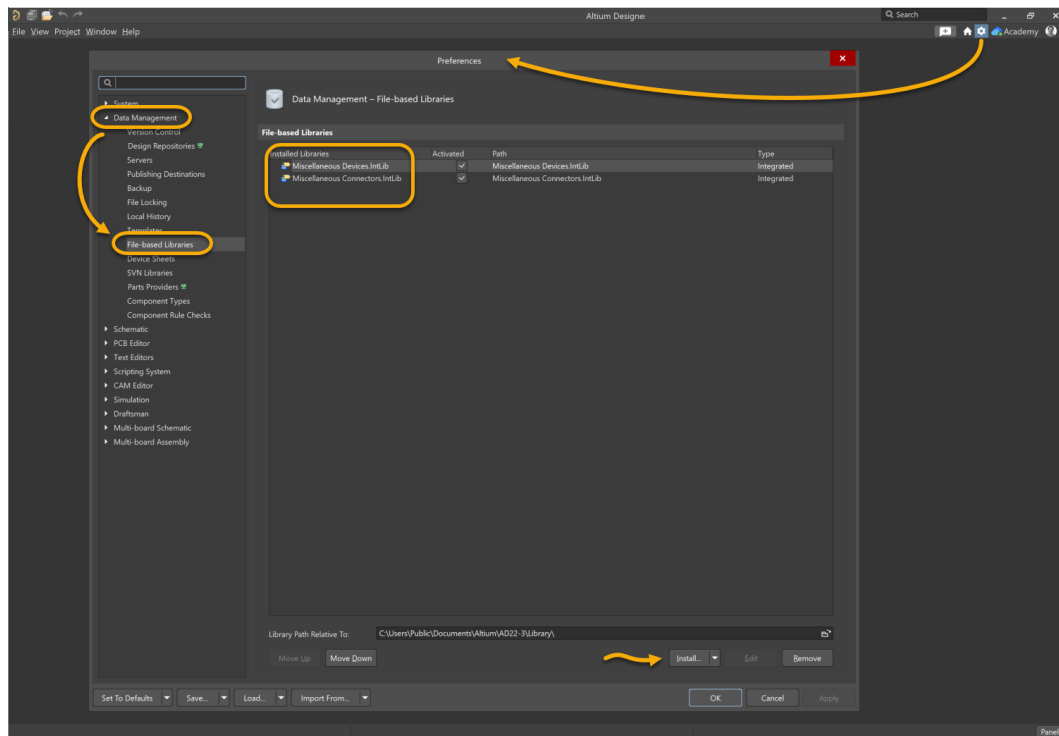 Altium Designe
Search
File View Project Window Help
Academy
Preferences
System
Data Management
Version Control
Design Repositories
Servers
Publishing Destinations
Backup
File Locking
Local History
Templates
File-based Libraries
Device Sheets
SVN Libraries
Parts Providers
Component Types
Component Rule Checks
Schematic
PCB Editor
Text Editors
Scripting System
CAM Editor
Simulation
Draftsman
Multi-board Schematic
Multi-board Assembly
Data Management – File-based Libraries
File-based Libraries
Installed Libraries Activated Path Type
Miscellaneous Devices.IntLib Miscellaneous Devices.IntLib Integrated
Miscellaneous Connectors.IntLib Miscellaneous Connectors.IntLib Integrated
Library Path Relative To: C:\Users\Public\Documents\Altium\AD22-3\Library\
Move Up Move Down Install... Edit Remove
Set To Defaults Save... Load... Import From... OK Cancel Apply
Panel